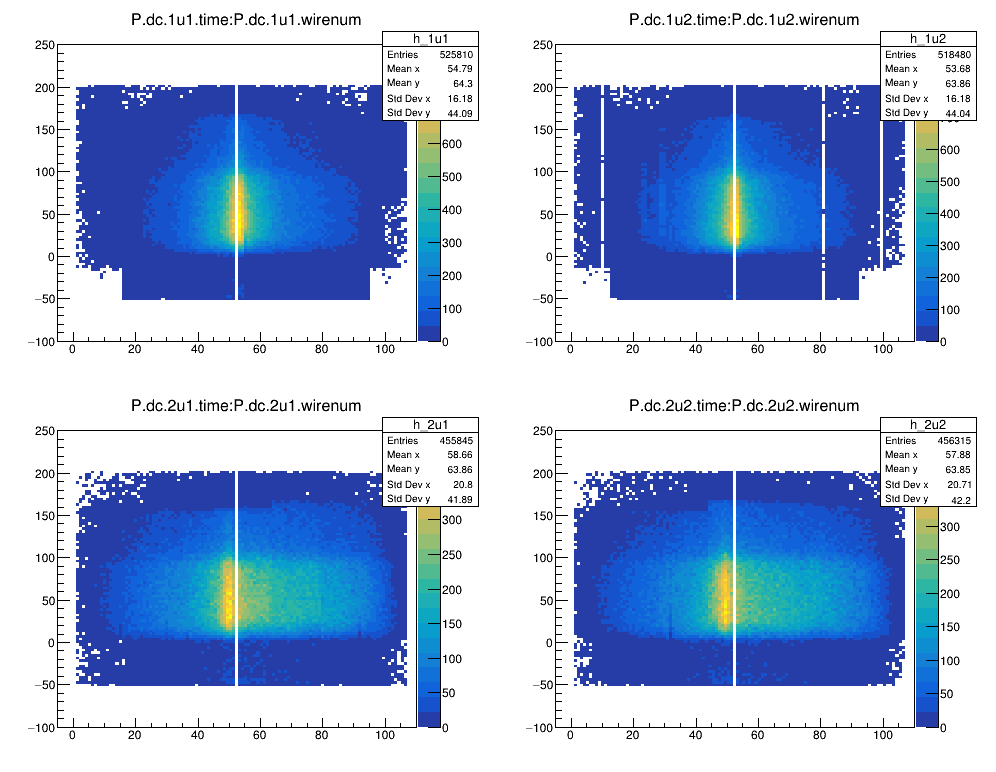 P.dc.1u1.time:P.dc.1u1.wirenum
h_1u1
Entries 525810
Mean x 54.79
Mean y 64.3
Std Dev x 16.18
Std Dev y 44.09
250
200
150
100
50
0
−50
−100
0 20 40 60 80 100
600
500
400
300
200
100
0
P.dc.1u2.time:P.dc.1u2.wirenum
h_1u2
Entries 518480
Mean x 53.68
Mean y 63.86
Std Dev x 16.18
Std Dev y 44.04
250
200
150
100
50
0
−50
−100
0 20 40 60 80 100
600
500
400
300
200
100
0
P.dc.2u1.time:P.dc.2u1.wirenum
h_2u1
Entries 455845
Mean x 58.66
Mean y 63.86
Std Dev x 20.8
Std Dev y 41.89
250
200
150
100
50
0
−50
−100
0 20 40 60 80 100
300
250
200
150
100
50
0
P.dc.2u2.time:P.dc.2u2.wirenum
h_2u2
Entries 456315
Mean x 57.88
Mean y 63.85
Std Dev x 20.71
Std Dev y 42.2
250
200
150
100
50
0
−50
−100
0 20 40 60 80 100
300
250
200
150
100
50
0